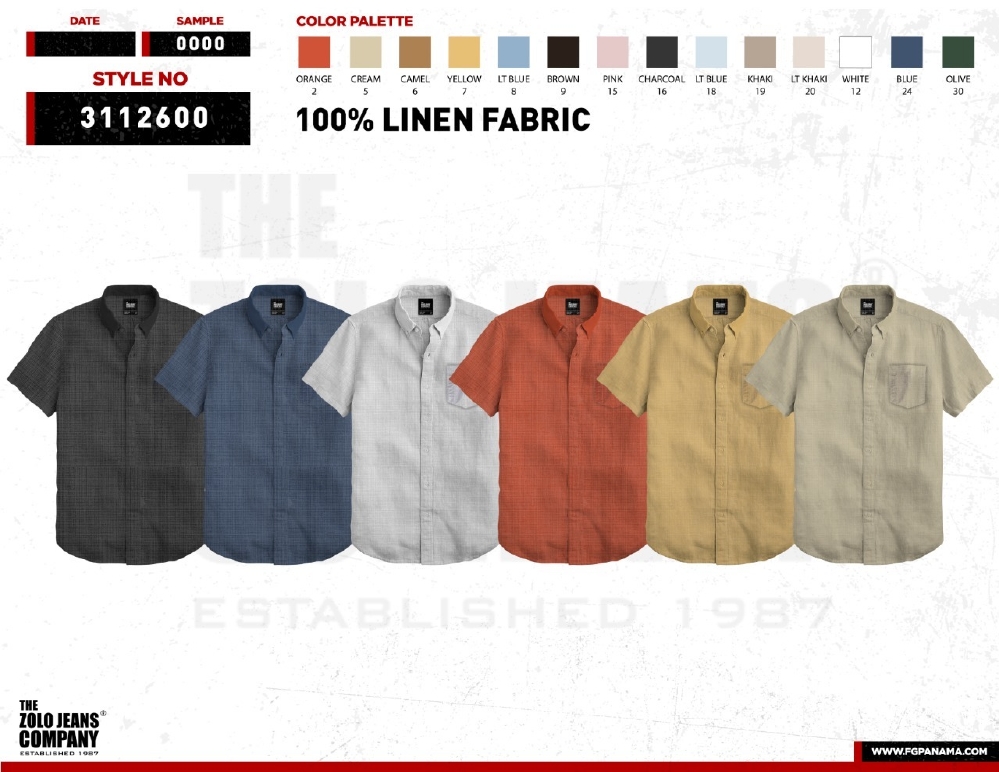 DATE
SAMPLE
0000
STYLE NO
3112600
COLOR PALETTE
ORANGE
2
CREAM
5
CAMEL
6
YELLOW
7
LT BLUE
8
BROWN
9
PINK
15
CHARCOAL
16
LT BLUE
18
KHAKI
19
LT KHAKI
20
WHITE
12
BLUE
24
OLIVE
30
100% LINEN FABRIC
THE
ESTABLISHED 1987
THE
ZOLO JEANS®
COMPANY
ESTABLISHED 1987
WWW.FGPANAMA.COM